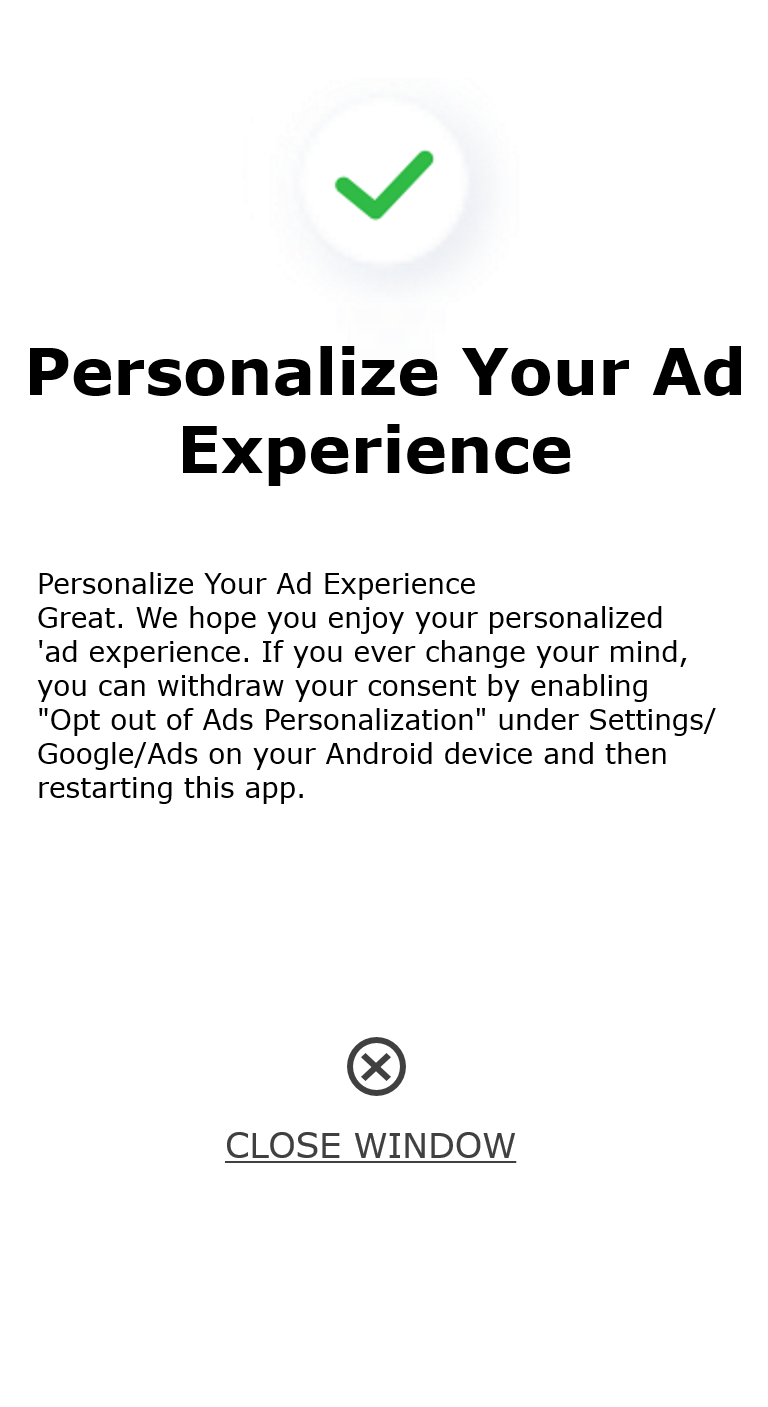 Personalize Your Ad
Experience
Personalize Your Ad Experience
Great. We hope you enjoy your personalized
'ad experience. If you ever change your mind,
you can withdraw your consent by enabling
"Opt out of Ads Personalization" under Settings/
Google/Ads on your Android device and then
restarting this app.
CLOSE WINDOW